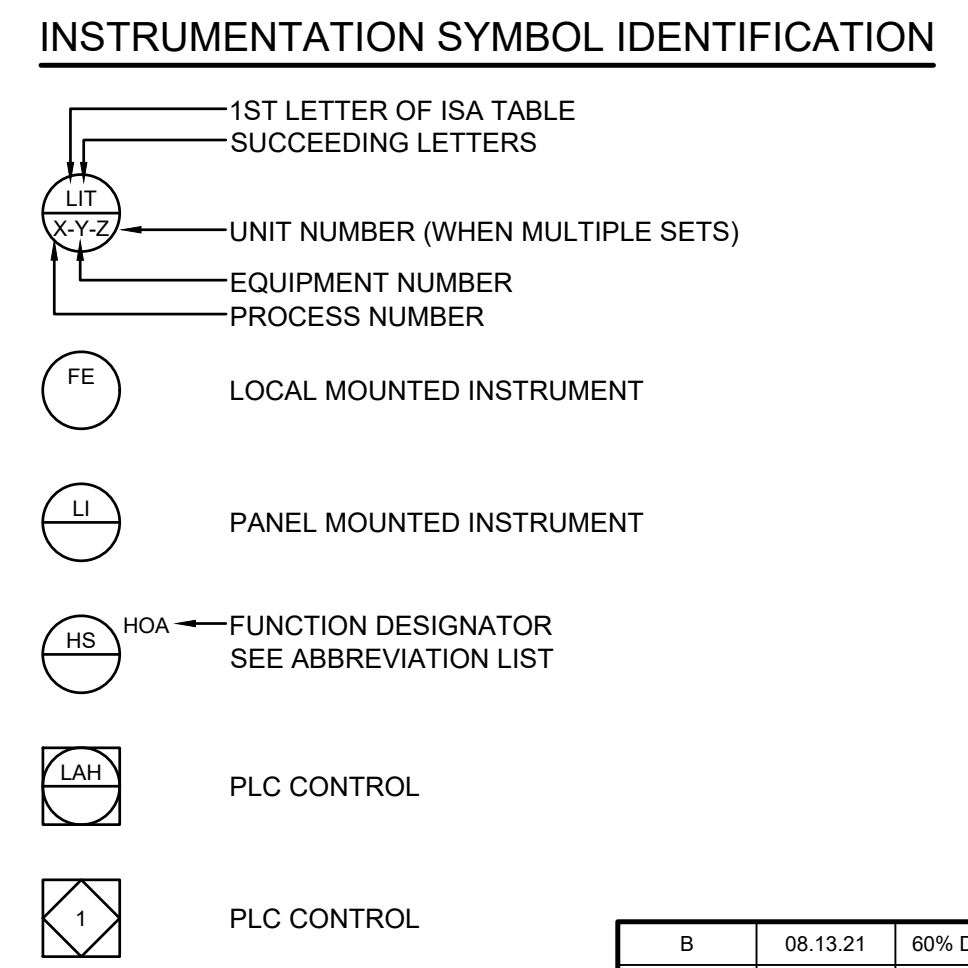 INSTRUMENTATION SYMBOL IDENTIFICATION
1ST LETTER OF ISA TABLE
SUCCEEDING LETTERS
LIT
X-Y-Z
UNIT NUMBER (WHEN MULTIPLE SETS)
EQUIPMENT NUMBER
PROCESS NUMBER
FE
LOCAL MOUNTED INSTRUMENT
LI
PANEL MOUNTED INSTRUMENT
HS
HOA
FUNCTION DESIGNATOR
SEE ABBREVIATION LIST
LAH
PLC CONTROL
1
PLC CONTROL
B 08.13.21 60%